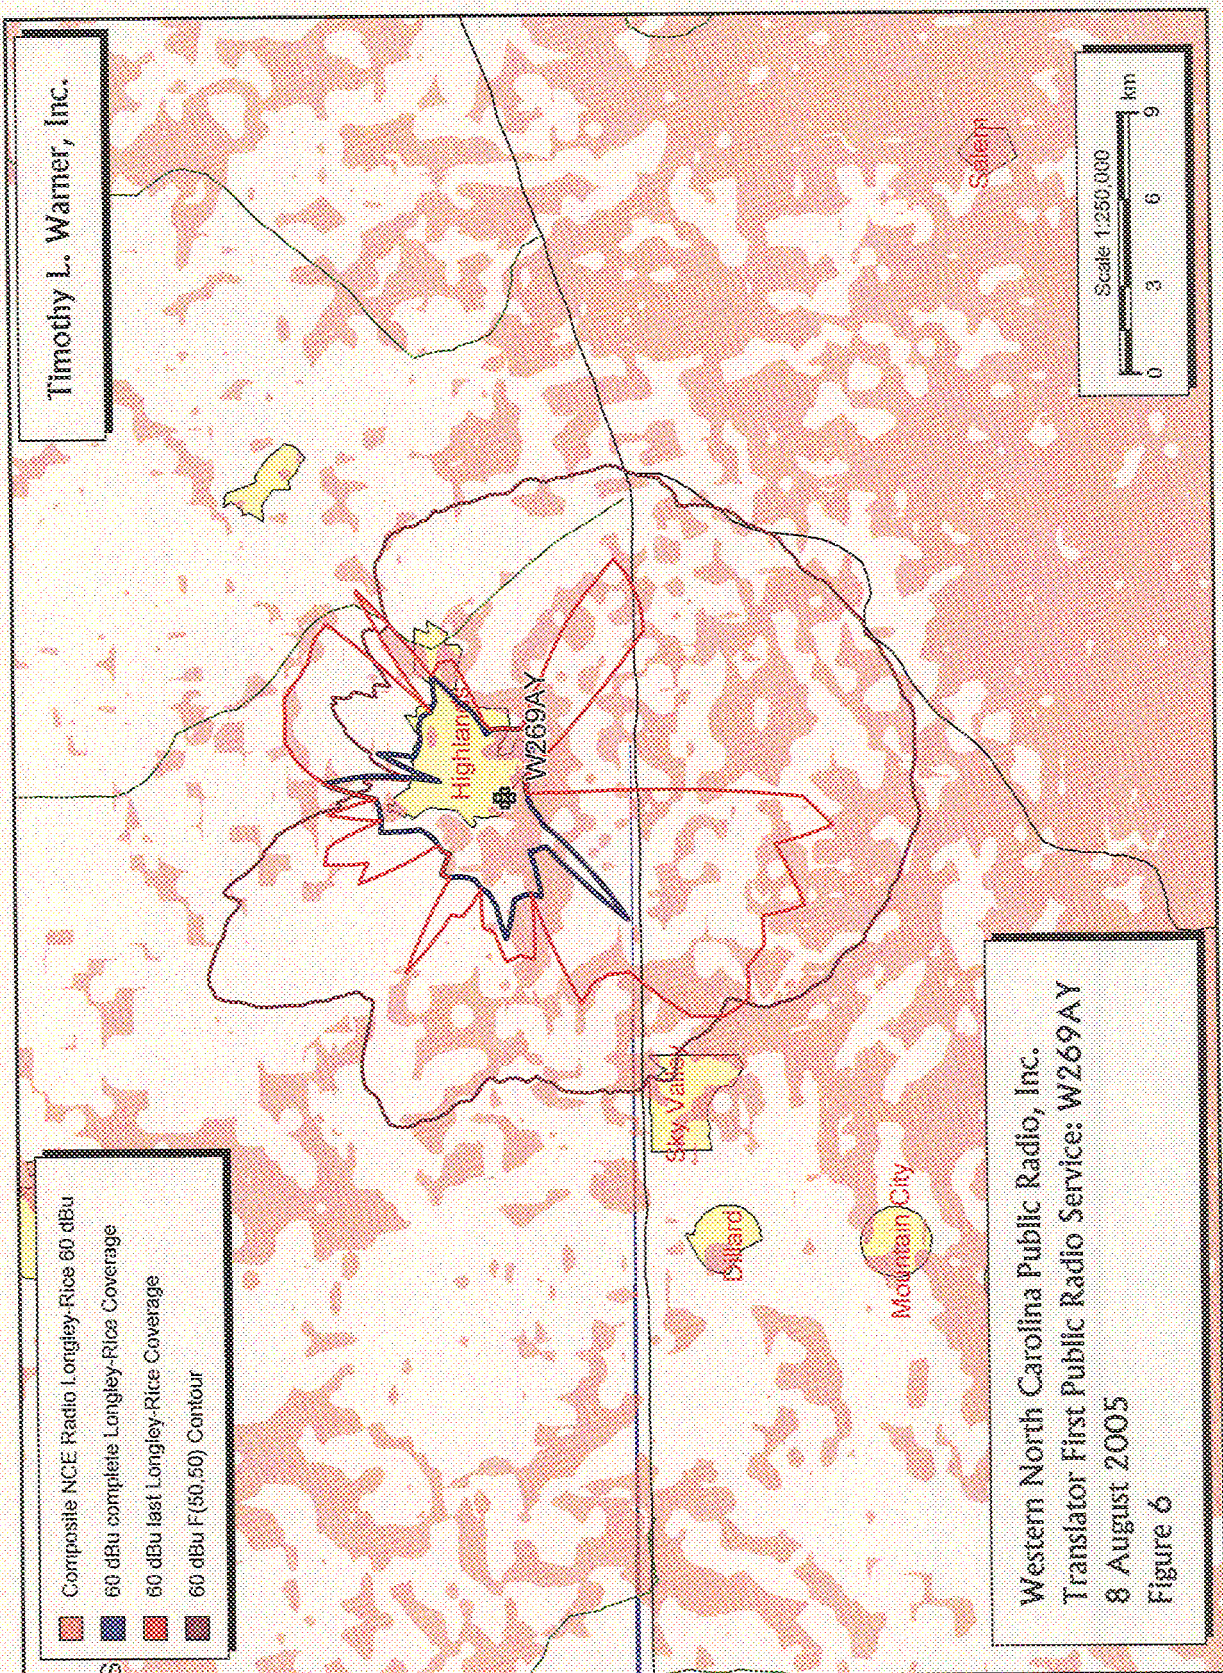 Timothy L. Warner, Inc.
Composite NCE Radio Longley-Rice 60 dBu
60 dBu complete Longley-Rice Coverage
60 dBu last Longley-Rice Coverage
60 dBu F(50,50) Contour
Highlands
W269AY
Sky Valley
Dillard
Mountain City
Salem
Scale 1:250,000
0 3 6 9 km
Western North Carolina Public Radio, Inc.
Translator First Public Radio Service: W269AY
8 August 2005
Figure 6